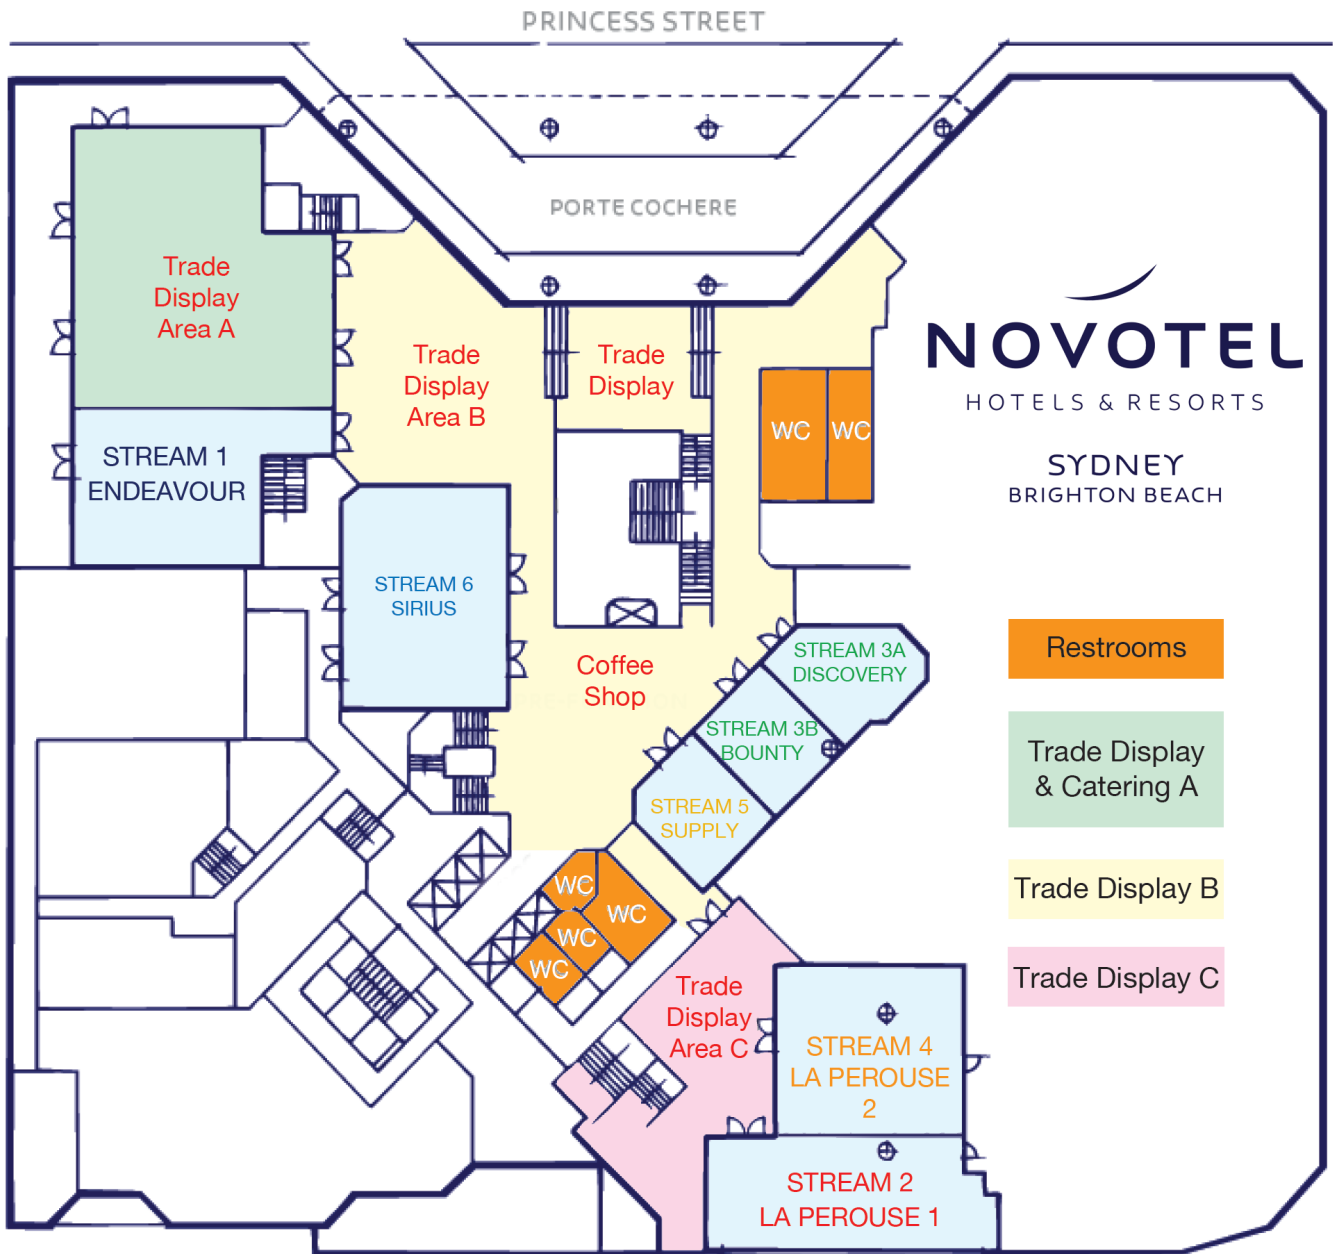 PRINCESS STREET
PORTE COCHERE
Trade
Display
Area A
Trade
Display
Area B
Trade
Display
WC
WC
NOVOTEL
HOTELS & RESORTS
SYDNEY
BRIGHTON BEACH
STREAM 1
ENDEAVOUR
STREAM 6
SIRIUS
Coffee
Shop
STREAM 3A
DISCOVERY
STREAM 3B
BOUNTY
STREAM 5
SUPPLY
WC
WC
WC
WC
Trade
Display
Area C
STREAM 4
LA PEROUSE
2
STREAM 2
LA PEROUSE 1
Restrooms
Trade Display
& Catering A
Trade Display B
Trade Display C